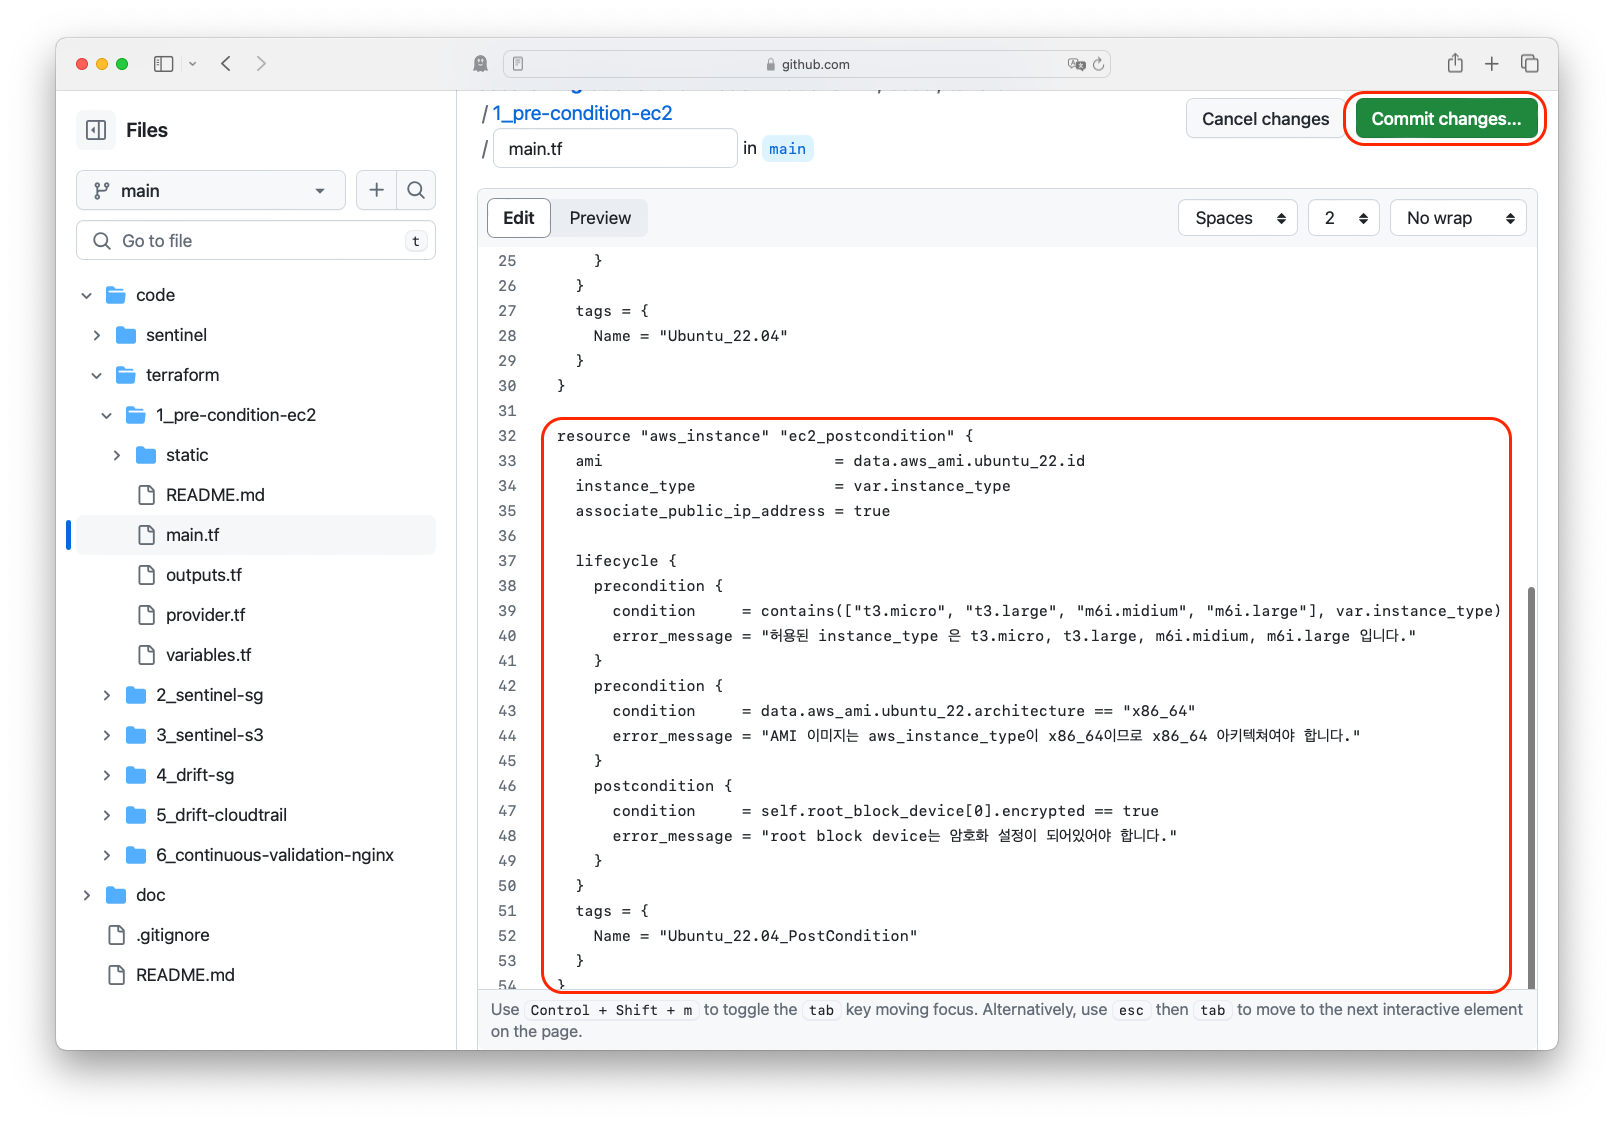 github.com
Files
main
Go to file
t
code
sentinel
terraform
1_pre-condition-ec2
static
README.md
main.tf
outputs.tf
provider.tf
variables.tf
2_sentinel-sg
3_sentinel-s3
4_drift-sg
5_drift-cloudtrail
6_continuous-validation-nginx
doc
.gitignore
README.md
/ 1_pre-condition-ec2
/ main.tf in main
Cancel changes
Commit changes...
Edit
Preview
Spaces
2
No wrap
25 }
26 }
27 tags = {
28 Name = "Ubuntu_22.04"
29 }
30 }
31
32 resource "aws_instance" "ec2_postcondition" {
33 ami = data.aws_ami.ubuntu_22.id
34 instance_type = var.instance_type
35 associate_public_ip_address = true
36
37 lifecycle {
38 precondition {
39 condition = contains(["t3.micro", "t3.large", "m6i.midium", "m6i.large"], var.instance_type)
40 error_message = "허용된 instance_type 은 t3.micro, t3.large, m6i.midium, m6i.large 입니다."
41 }
42 precondition {
43 condition = data.aws_ami.ubuntu_22.architecture == "x86_64"
44 error_message = "AMI 이미지는 aws_instance_type이 x86_64이므로 x86_64 아키텍쳐여야 합니다."
45 }
46 postcondition {
47 condition = self.root_block_device[0].encrypted == true
48 error_message = "root block device는 암호화 설정이 되어있어야 합니다."
49 }
50 }
51 tags = {
52 Name = "Ubuntu_22.04_PostCondition"
53 }
54 }
Use Control + Shift + m to toggle the tab key moving focus. Alternatively, use esc then tab to move to the next interactive element
on the page.